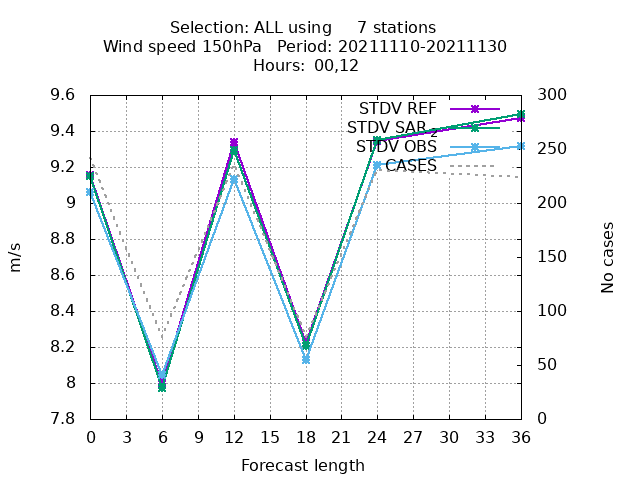 Selection: ALL using 7 stations
Wind speed 150hPa Period: 20211110-20211130
Hours: 00,12
9.6 300
STDV REF
9.4 STDV SAR 2
250
STDV OBS
9.2 CASES
9 200
8.8
150
8.6
8.4 100
8.2
50
8
7.8 0
m/s
No cases
0 3 6 9 12 15 18 21 24 27 30 33 36
Forecast length